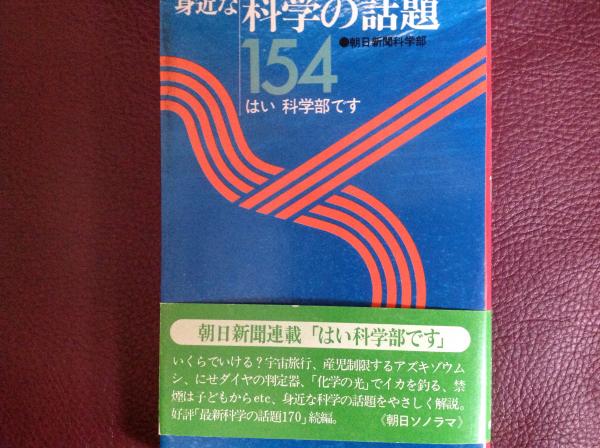 身近な 科学の話題
●朝日新聞科学部
154
はい 科学部です
朝日新聞連載「はい科学部です」
いくらでいける?宇宙旅行、産児制限するアズキゾウム
シ、にせダイヤの判定器、「化学の光」でイカを釣る、禁
煙は子どもからetc、身近な科学の話題をやさしく解説。
好評「最新科学の話題170」続編。 〈朝日ソノラマ〉